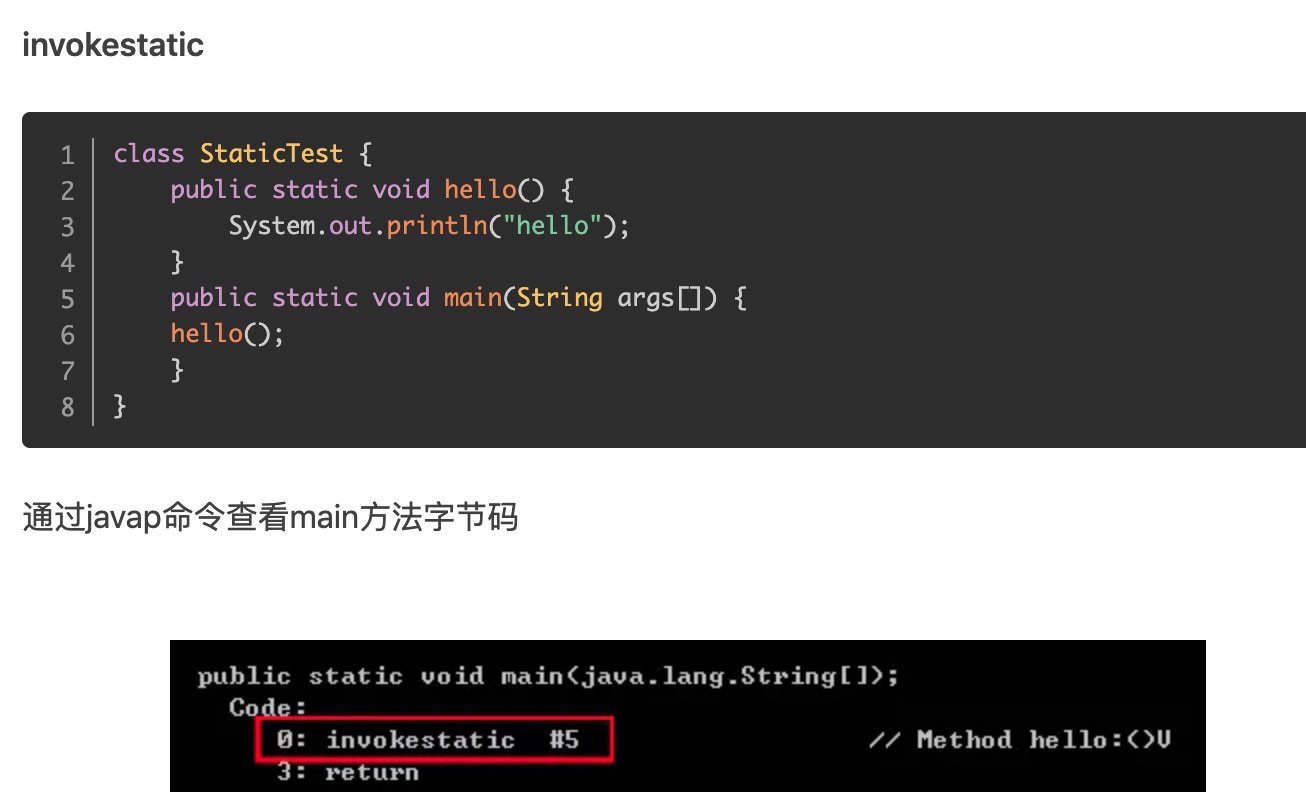 invokestatic
1 class StaticTest {
2     public static void hello() {
3         System.out.println("hello");
4     }
5     public static void main(String args[]) {
6     hello();
7     }
8 }
通过javap命令查看main方法字节码
public static void main(java.lang.String[]);
  Code:
     0: invokestatic  #5                  // Method hello:()V
     3: return